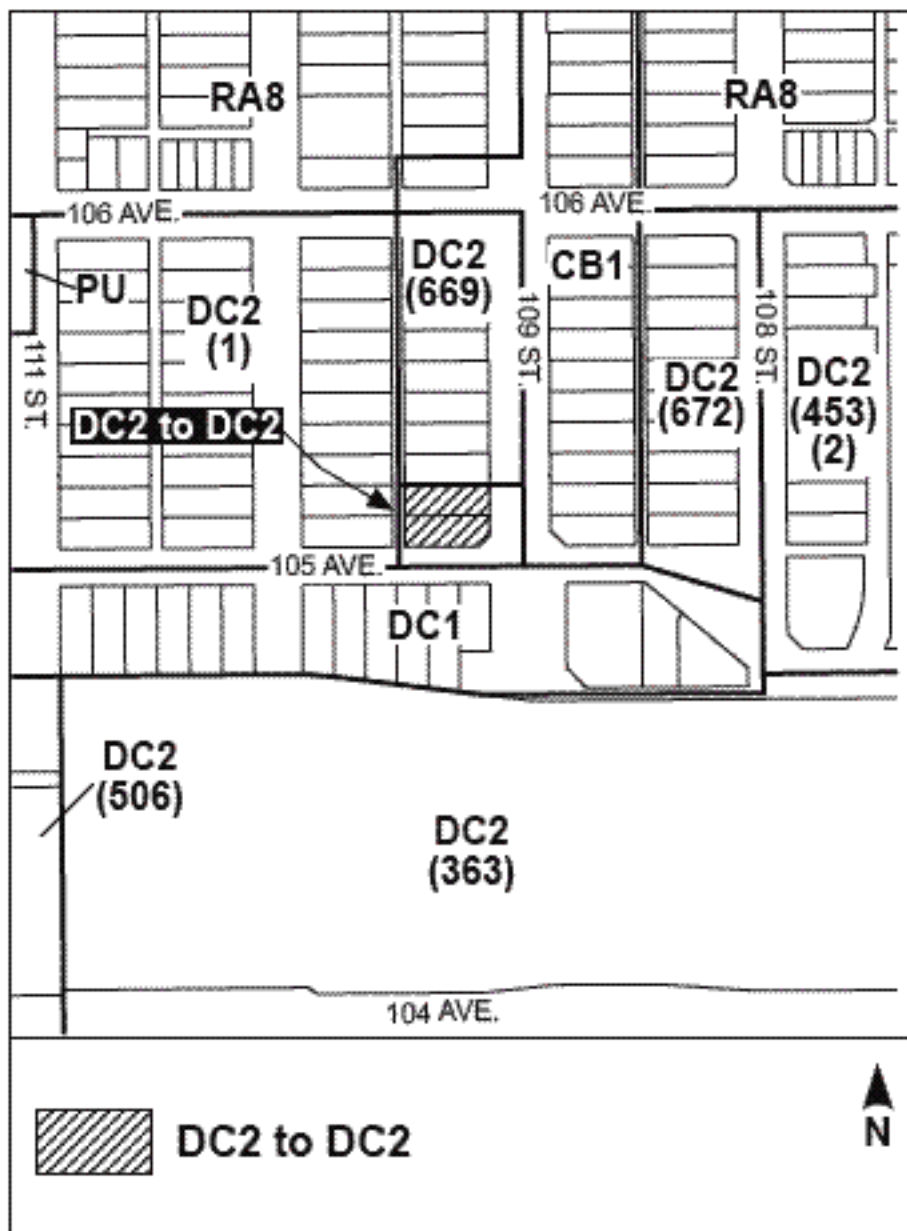 RA8
RA8
106 AVE.
106 AVE.
PU
DC2
(1)
DC2
(669)
CB1
111 ST.
109 ST.
108 ST.
DC2
(672)
DC2
(453)
(2)
DC2 to DC2
105 AVE.
DC1
DC2
(506)
DC2
(363)
104 AVE.
DC2 to DC2
N